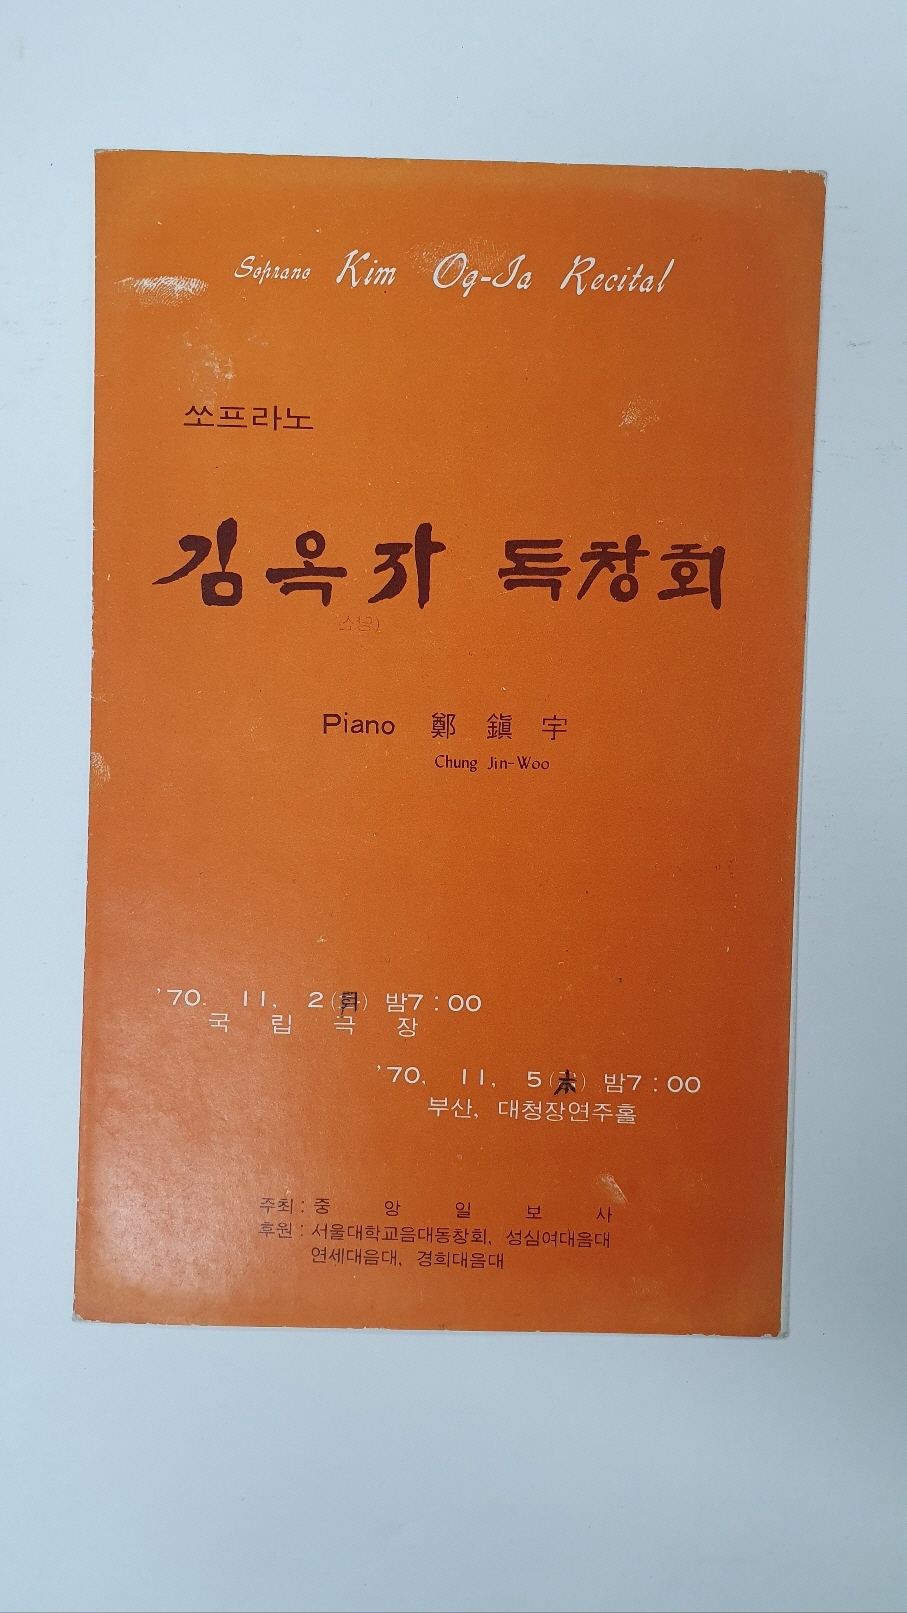 Soprano Kim Og-Ja Recital
쏘프라노
김옥자 독창회
Piano 鄭鎭宇
Chung Jin-Woo
'70. 11. 2(月) 밤7:00
국립극장
'70. 11. 5(木) 밤7:00
부산, 대청장연주홀
주최 : 중앙일보사
후원 : 서울대학교음대동창회, 성심여대음대
연세대음대, 경희대음대